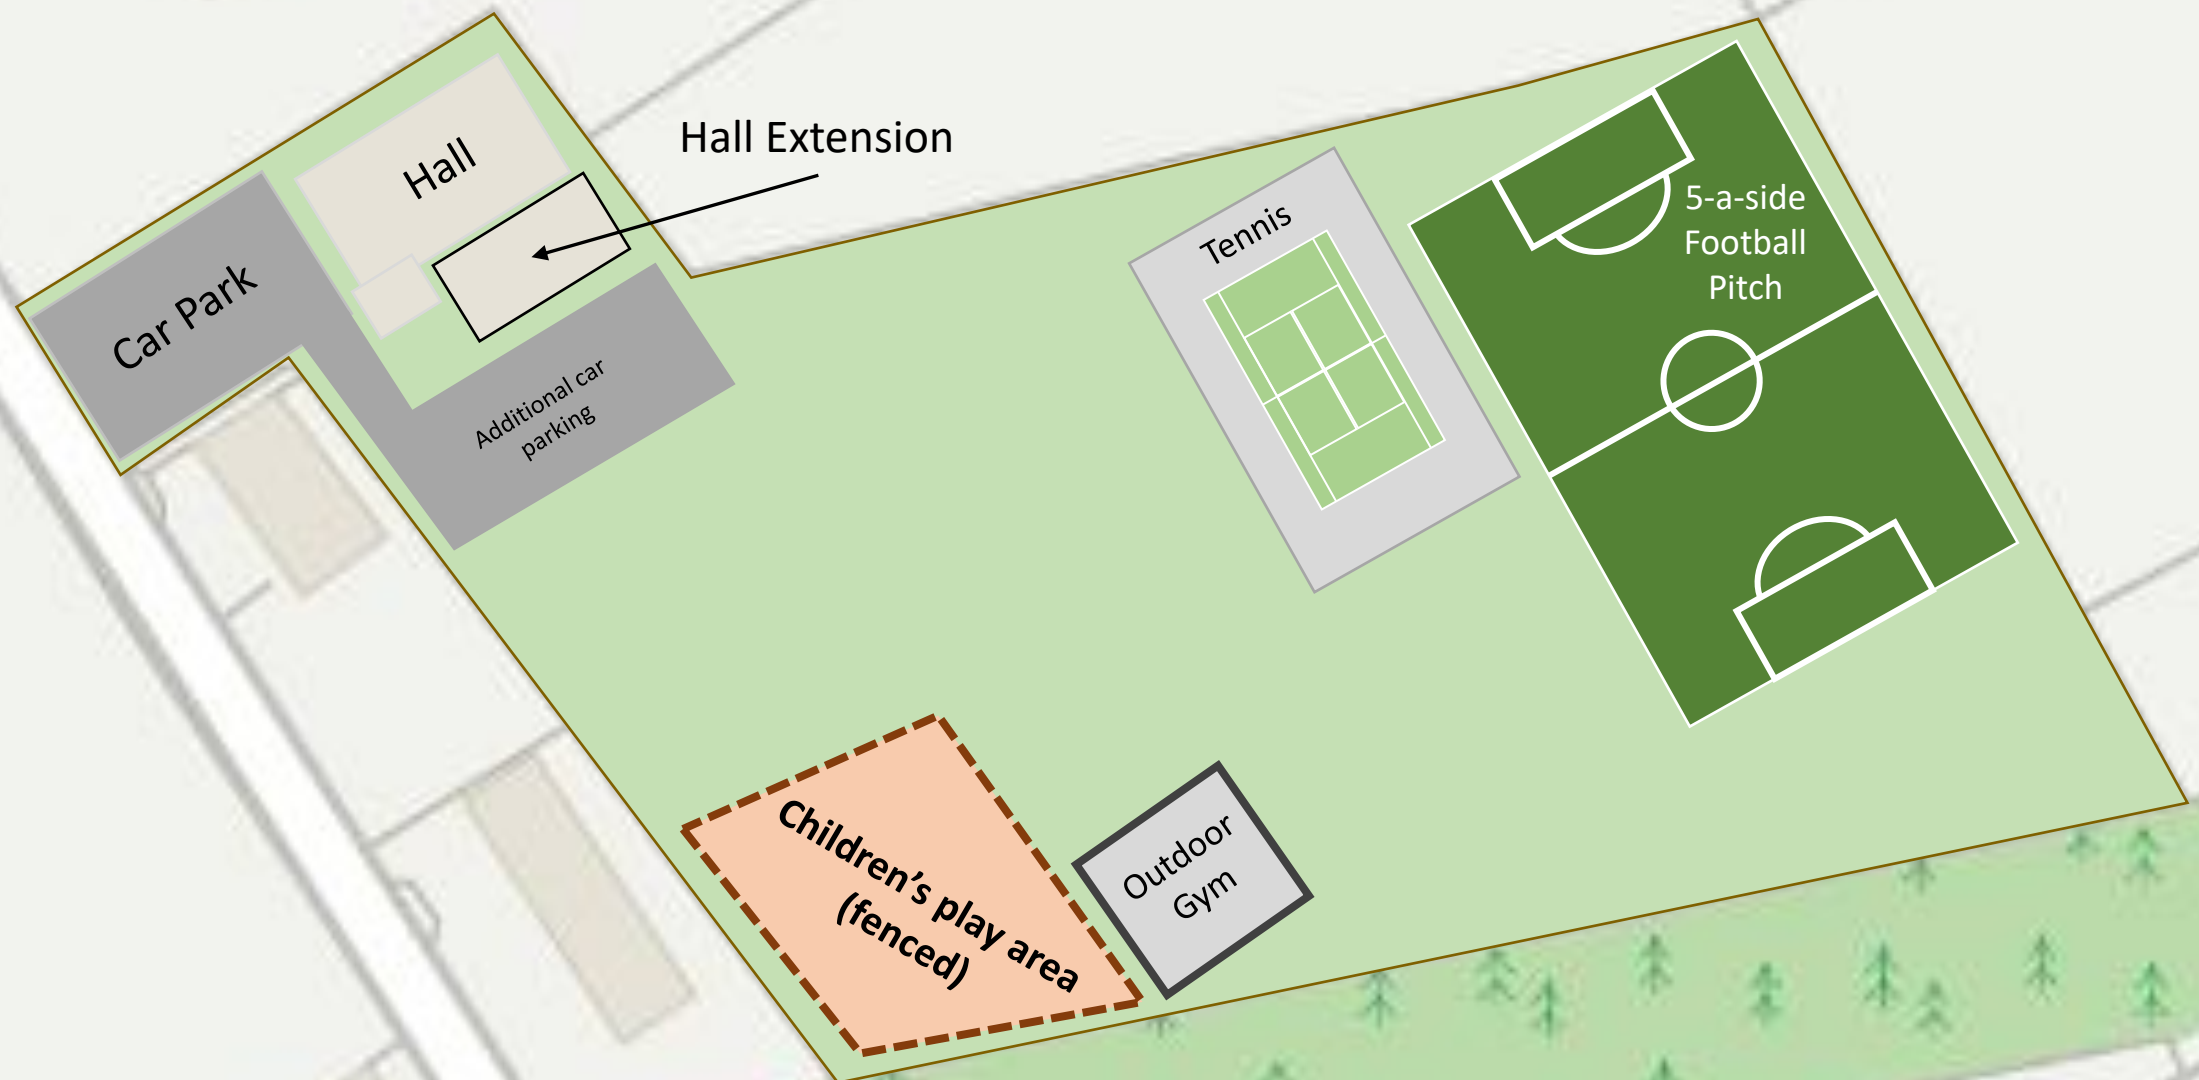 Hall Extension
Hall
Car Park
Additional car
parking
Tennis
5-a-side
Football
Pitch
Children’s play area
(fenced)
Outdoor
Gym